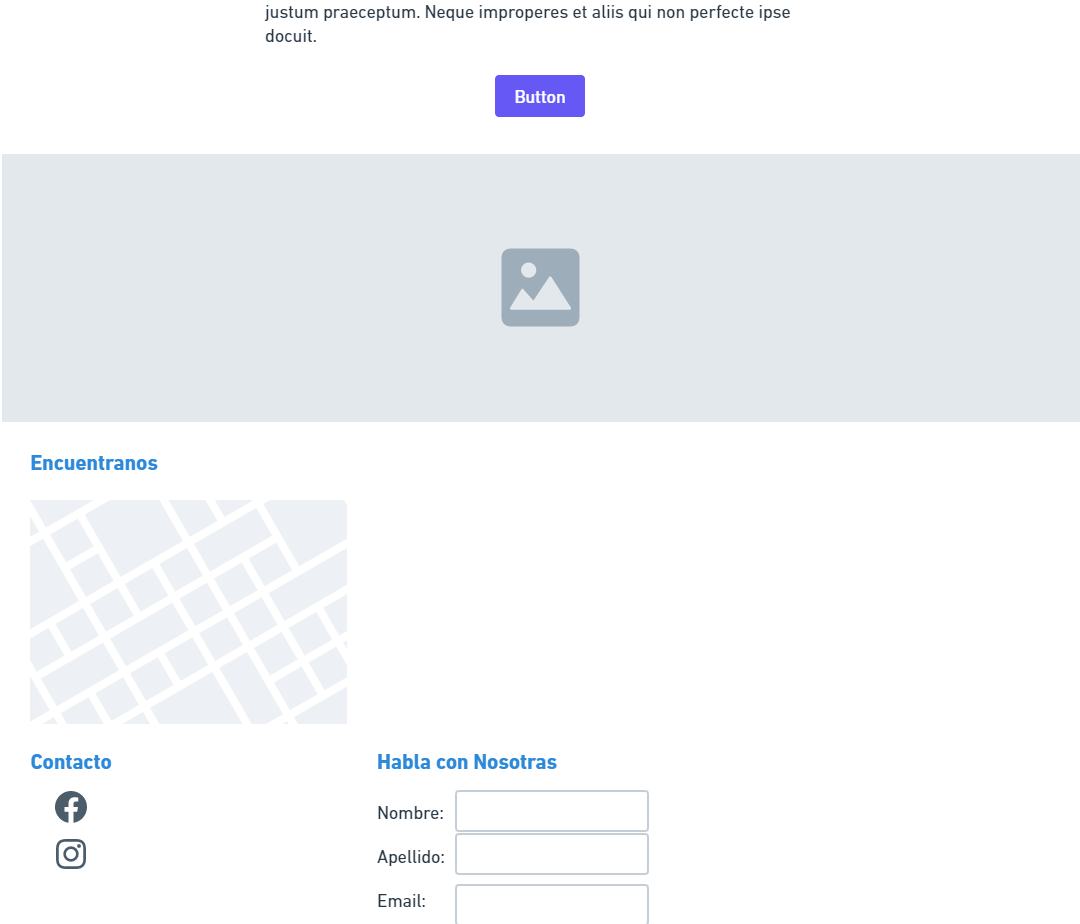 justum praeceptum. Neque improperes et aliis qui non perfecte ipse
docuit.
Button
Encuentranos
Contacto
Habla con Nosotras
Nombre:
Apellido:
Email: